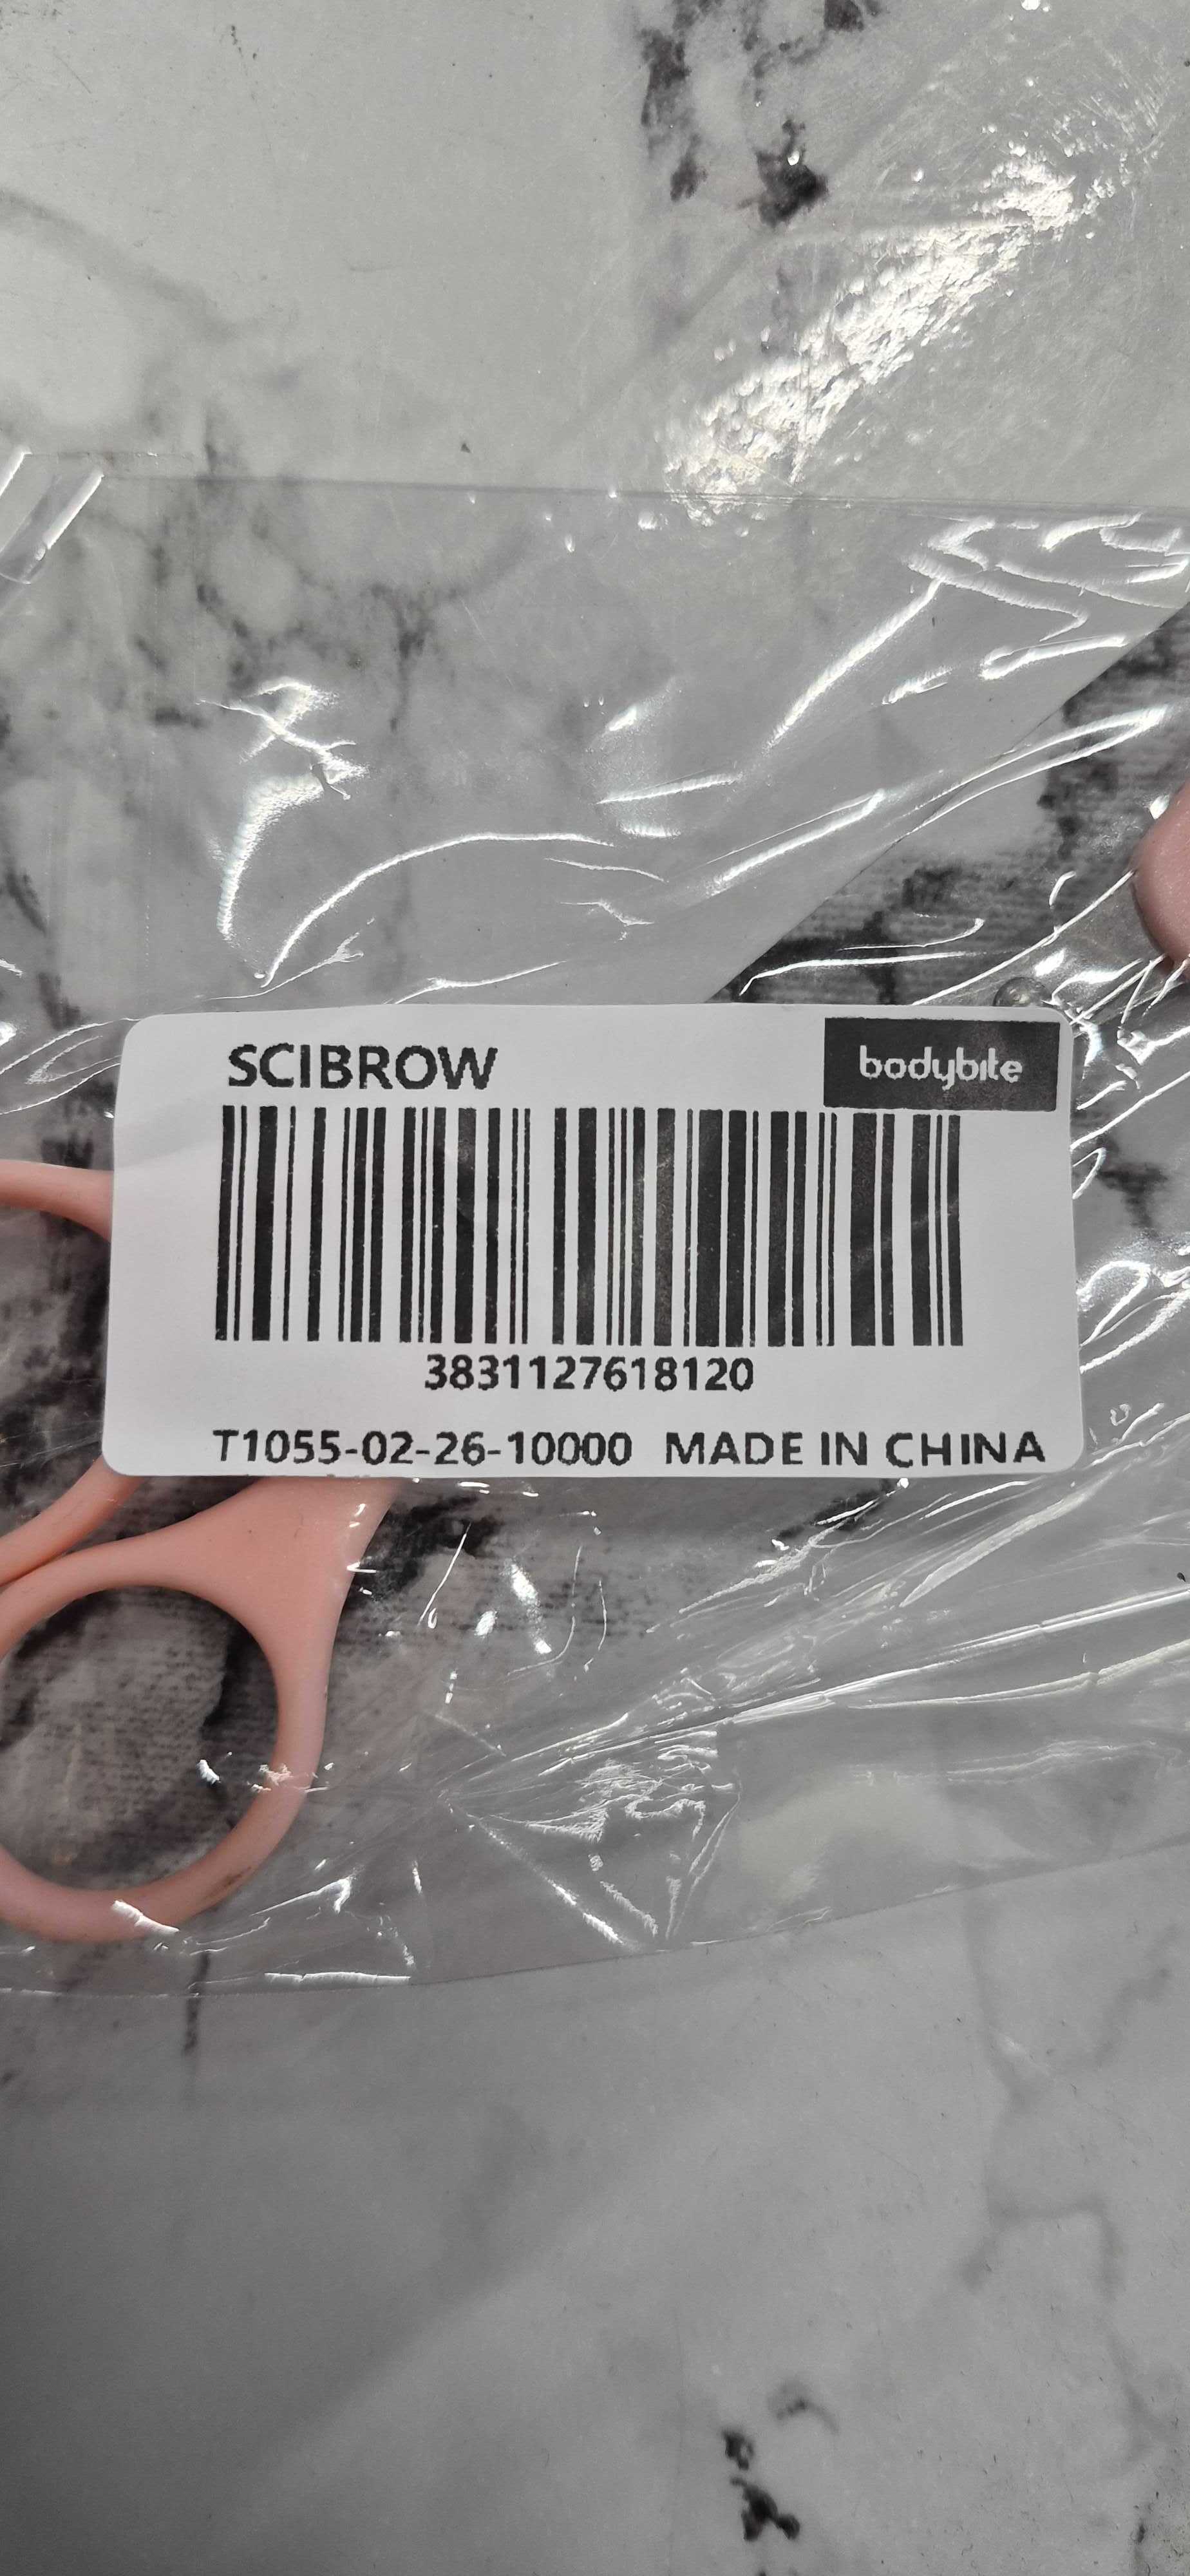 SCIBROW
bodybite
3831127618120
T1055-02-26-10000 MADE IN CHINA